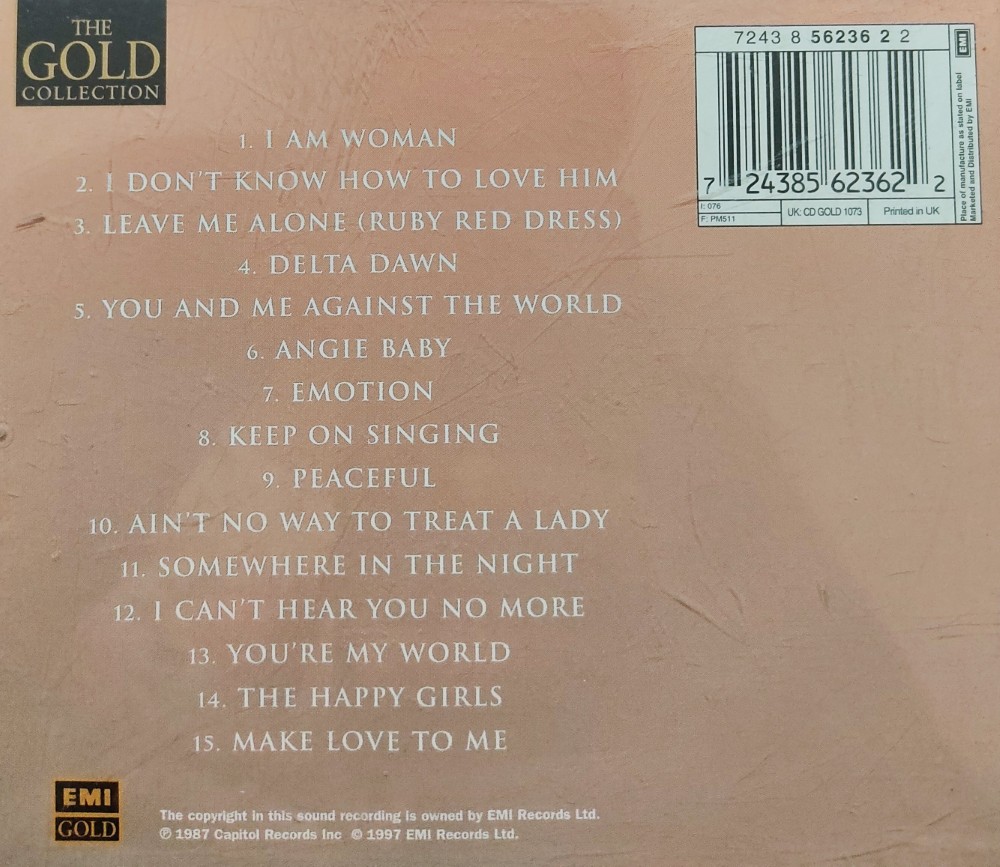 THE
GOLD
COLLECTION
7243 8 56236 2 2
EMI
Place of manufacture as stated on label
Marketed and Distributed by EMI
7 24385 62362 2
I: 076
F: PM511
UK: CD GOLD 1073
Printed in UK
1. I AM WOMAN
2. I DON'T KNOW HOW TO LOVE HIM
3. LEAVE ME ALONE (RUBY RED DRESS)
4. DELTA DAWN
5. YOU AND ME AGAINST THE WORLD
6. ANGIE BABY
7. EMOTION
8. KEEP ON SINGING
9. PEACEFUL
10. AIN'T NO WAY TO TREAT A LADY
11. SOMEWHERE IN THE NIGHT
12. I CAN'T HEAR YOU NO MORE
13. YOU'RE MY WORLD
14. THE HAPPY GIRLS
15. MAKE LOVE TO ME
EMI
GOLD
The copyright in this sound recording is owned by EMI Records Ltd.
℗ 1987 Capitol Records Inc © 1997 EMI Records Ltd.